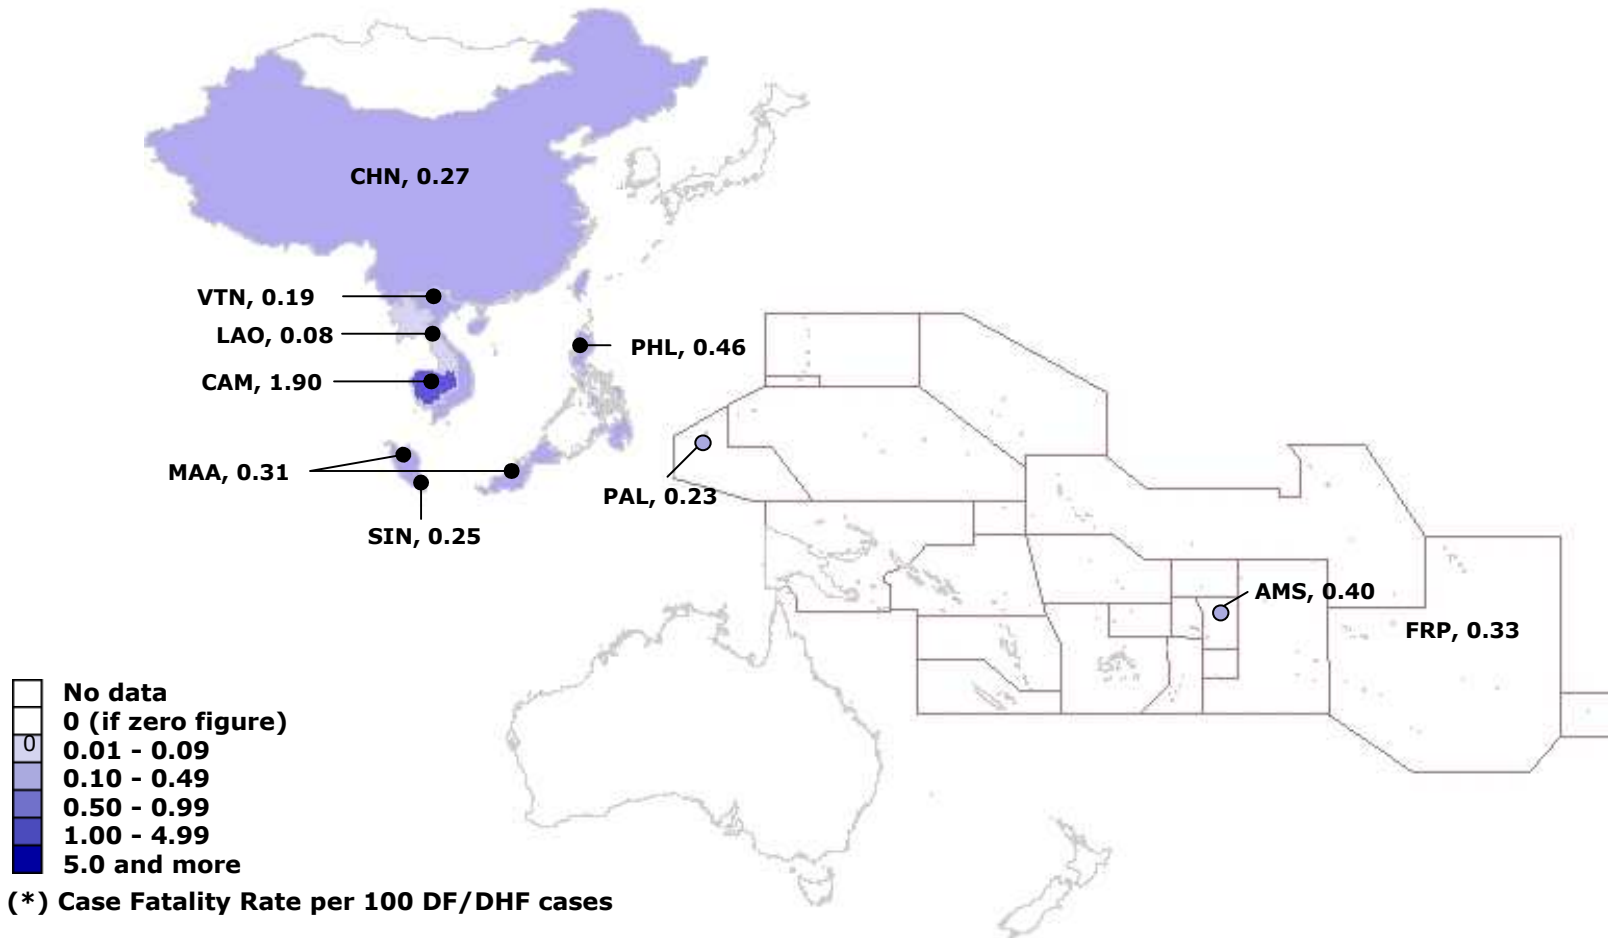 CHN, 0.27
VTN, 0.19
LAO, 0.08
PHL, 0.46
CAM, 1.90
MAA, 0.31
PAL, 0.23
SIN, 0.25
AMS, 0.40
FRP, 0.33
No data
0 (if zero figure)
0
0.01 - 0.09
0.10 - 0.49
0.50 - 0.99
1.00 - 4.99
5.0 and more
(*) Case Fatality Rate per 100 DF/DHF cases